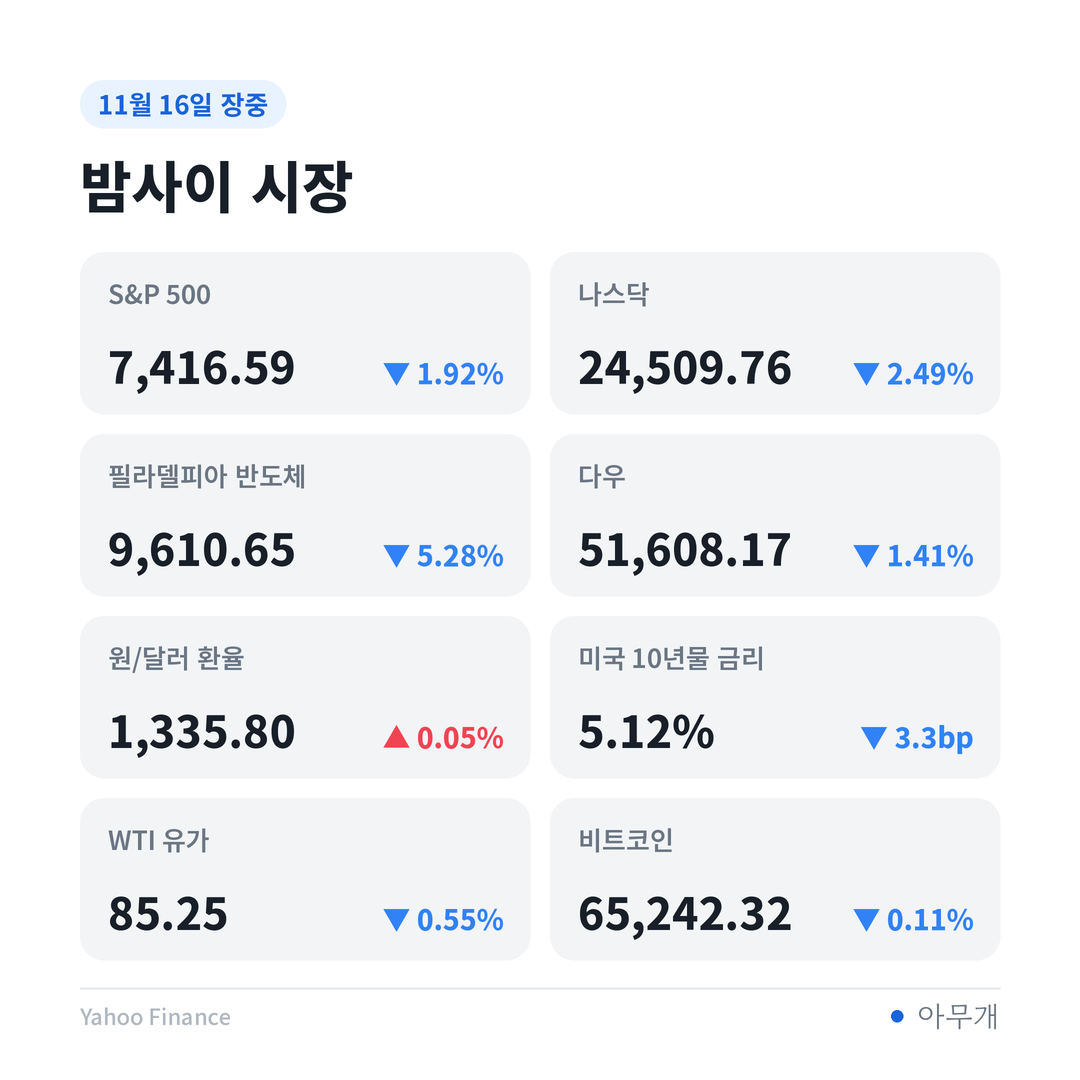 11월 16일 장중
밤사이 시장
S&P 500
7,416.59 ▼ 1.92%
나스닥
24,509.76 ▼ 2.49%
필라델피아 반도체
9,610.65 ▼ 5.28%
다우
51,608.17 ▼ 1.41%
원/달러 환율
1,335.80 ▲ 0.05%
미국 10년물 금리
5.12% ▼ 3.3bp
WTI 유가
85.25 ▼ 0.55%
비트코인
65,242.32 ▼ 0.11%
Yahoo Finance
아무개